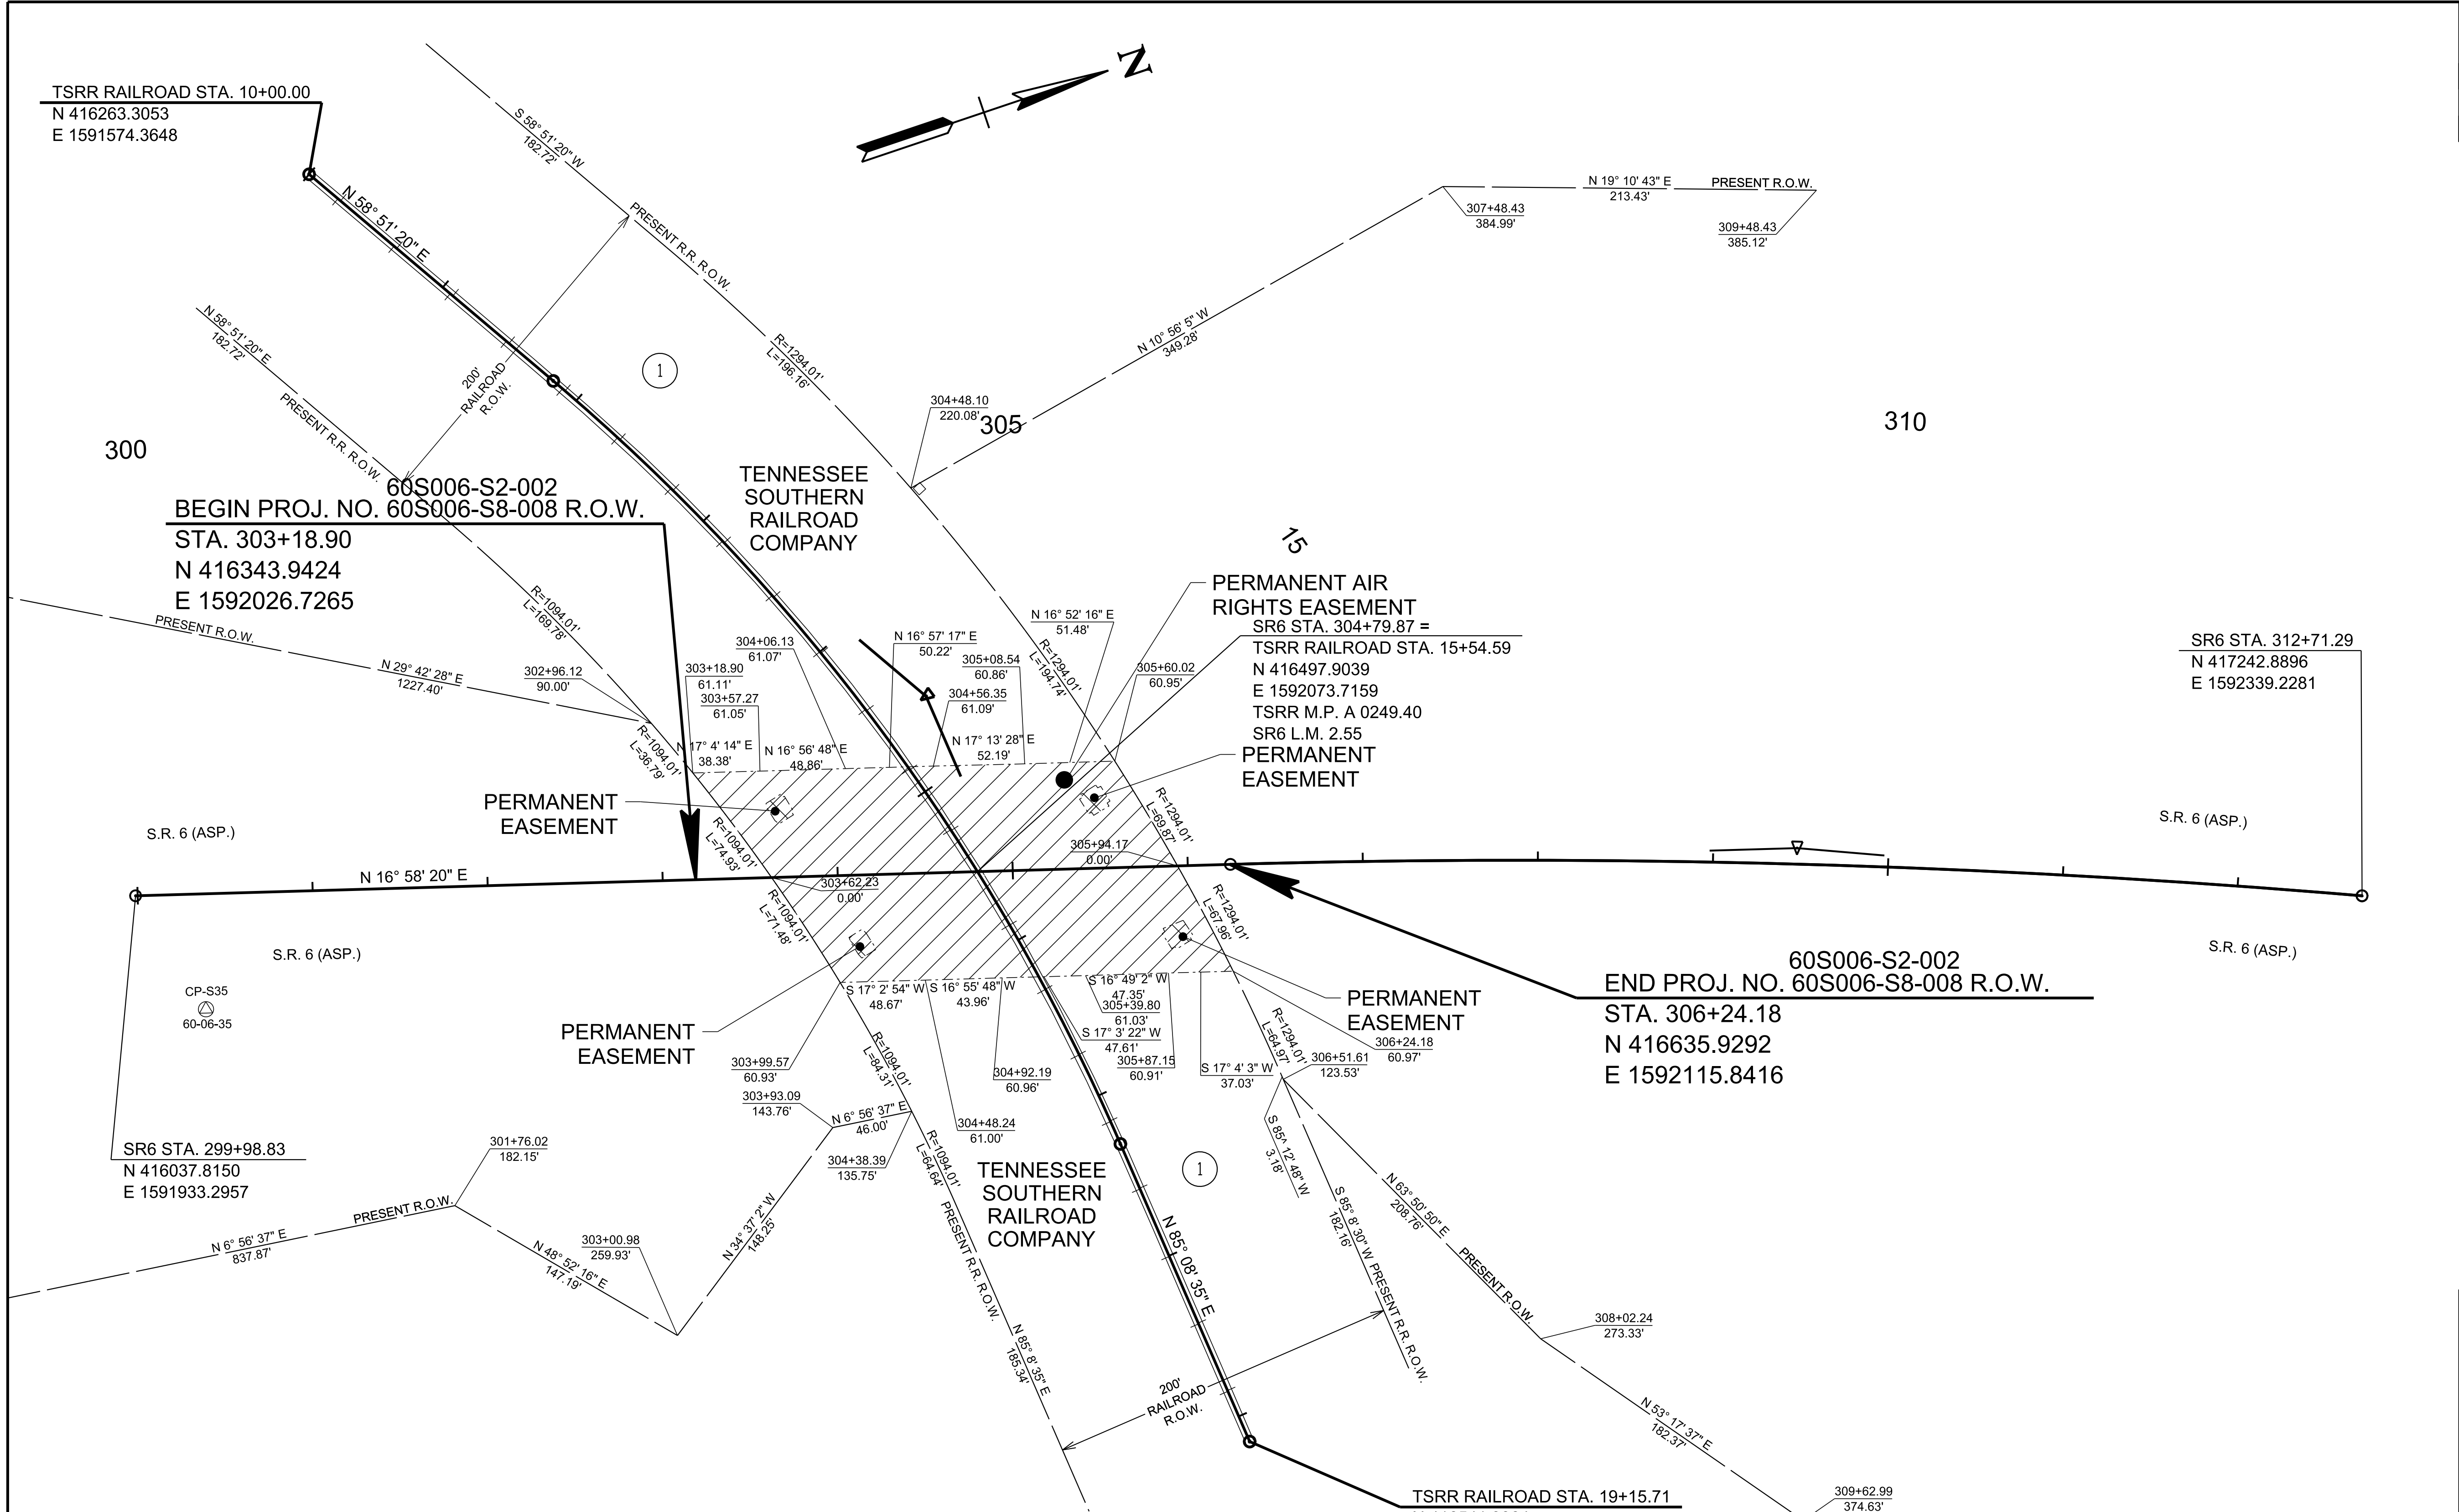 TSRR RAILROAD STA. 10+00.00
N 416263.3053
E 1591574.3648
N
S 58° 51' 20" W
182.72'
N 58° 51' 20" E
PRESENT R.R. R.O.W.
N 19° 10' 43" E
213.43'
PRESENT R.O.W.
307+48.43
384.99'
309+48.43
385.12'
N 58° 51' 20" E
182.72'
PRESENT R.R. R.O.W.
200'
RAILROAD
R.O.W.
1
R=1294.01'
L=196.16'
N 10° 56' 5" W
349.28'
304+48.10
220.08'
300
305
310
60S006-S2-002
BEGIN PROJ. NO. 60S006-S8-008 R.O.W.
STA. 303+18.90
N 416343.9424
E 1592026.7265
TENNESSEE
SOUTHERN
RAILROAD
COMPANY
15
PERMANENT AIR
RIGHTS EASEMENT
SR6 STA. 304+79.87 =
TSRR RAILROAD STA. 15+54.59
N 416497.9039
E 1592073.7159
TSRR M.P. A 0249.40
SR6 L.M. 2.55
PERMANENT
EASEMENT
SR6 STA. 312+71.29
N 417242.8896
E 1592339.2281
R=1094.01'
L=169.78'
PRESENT R.O.W.
N 29° 42' 28" E
1227.40'
302+96.12
90.00'
303+18.90
61.11'
303+57.27
61.05'
304+06.13
61.07'
N 16° 57' 17" E
50.22'
305+08.54
60.86'
304+56.35
61.09'
N 16° 52' 16" E
51.48'
R=1294.01'
L=194.74'
305+60.02
60.95'
R=1094.01'
L=36.79'
N 17° 4' 14" E
38.38'
N 16° 56' 48" E
48.86'
N 17° 13' 28" E
52.19'
PERMANENT
EASEMENT
R=1094.01'
L=74.93'
R=1294.01'
L=69.87'
S.R. 6 (ASP.)
S.R. 6 (ASP.)
N 16° 58' 20" E
303+62.23
0.00'
305+94.17
0.00'
R=1094.01'
L=71.48'
R=1294.01'
L=67.96'
S.R. 6 (ASP.)
S.R. 6 (ASP.)
60S006-S2-002
END PROJ. NO. 60S006-S8-008 R.O.W.
STA. 306+24.18
N 416635.9292
E 1592115.8416
CP-S35
60-06-35
S 17° 2' 54" W
48.67'
S 16° 55' 48" W
43.96'
S 16° 49' 2" W
47.35'
305+39.80
61.03'
S 17° 3' 22" W
47.61'
305+87.15
60.91'
S 17° 4' 3" W
37.03'
PERMANENT
EASEMENT
PERMANENT
EASEMENT
R=1294.01'
L=64.97'
306+24.18
60.97'
306+51.61
123.53'
303+99.57
60.93'
R=1094.01'
L=84.31'
304+92.19
60.96'
303+93.09
143.76'
N 6° 56' 37" E
46.00'
304+48.24
61.00'
304+38.39
135.75'
R=1094.01'
L=64.64'
S 85^ 12' 48" W
3.18'
SR6 STA. 299+98.83
N 416037.8150
E 1591933.2957
301+76.02
182.15'
TENNESSEE
SOUTHERN
RAILROAD
COMPANY
1
PRESENT R.O.W.
N 6° 56' 37" E
837.87'
N 48° 52' 16" E
147.19'
303+00.98
259.93'
N 34° 37' 2" W
148.25'
PRESENT R.R. R.O.W.
N 85° 08' 35" E
S 85° 8' 30" W PRESENT R.R. R.O.W.
182.16'
N 63° 50' 50" E
208.76'
PRESENT R.O.W.
308+02.24
273.33'
N 85° 8' 35" E
185.34'
200'
RAILROAD
R.O.W.
N 53° 17' 37" E
182.37'
TSRR RAILROAD STA. 19+15.71
309+62.99
374.63'